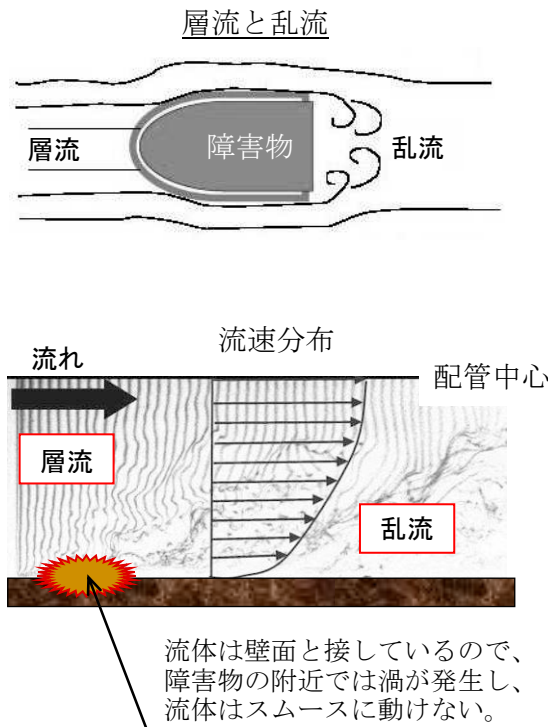 層流と乱流
層流
障害物
乱流
流速分布
流れ
配管中心
層流
乱流
流体は壁面と接しているので、
障害物の附近では渦が発生し、
流体はスムースに動けない。